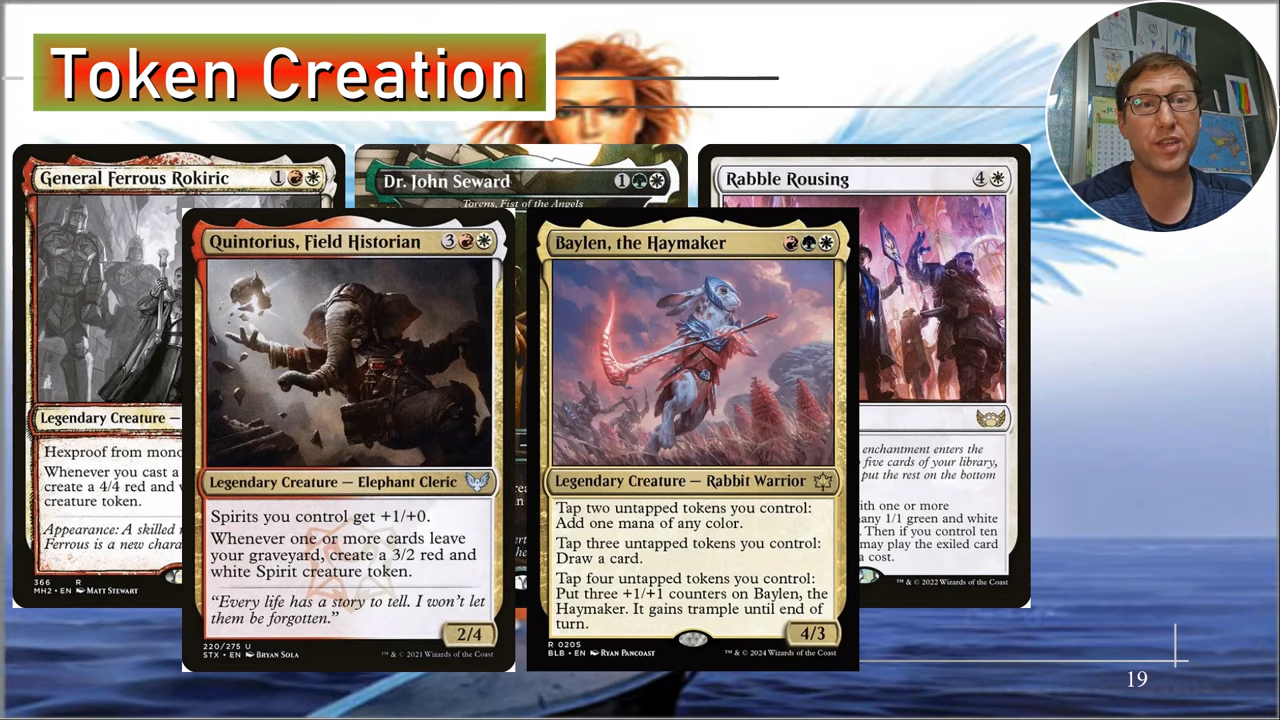 Token Creation
General Ferrous Rokiric 1
Legendary Creature —
Hexproof from mono
Whenever you cast a
create a 4/4 red and
creature token.
Appearance: A skilled
Ferrous is a new chara
366 R
MH2 • EN MATT STEWART
Dr. John Seward 1
Torens, Fist of the Angels
Rabble Rousing 4
enchantment enters the
five cards of your library,
put the rest on the bottom
ith one or more
many 1/1 green and white
. Then if you control ten
may play the exiled card
a cost.
™ & © 2022 Wizards of the Coast
Quintorius, Field Historian 3
Legendary Creature — Elephant Cleric
Spirits you control get +1/+0.
Whenever one or more cards leave
your graveyard, create a 3/2 red and
white Spirit creature token.
“Every life has a story to tell. I won’t let
them be forgotten.”
2/4
220/275 U
STX • EN BRYAN SOLA
™ & © 2021 Wizards of the Coast
Baylen, the Haymaker
Legendary Creature — Rabbit Warrior
Tap two untapped tokens you control:
Add one mana of any color.
Tap three untapped tokens you control:
Draw a card.
Tap four untapped tokens you control:
Put three +1/+1 counters on Baylen, the
Haymaker. It gains trample until end of
turn.
4/3
R 0205
BLB • EN RYAN PANCOAST
™ & © 2024 Wizards of the Coast
19